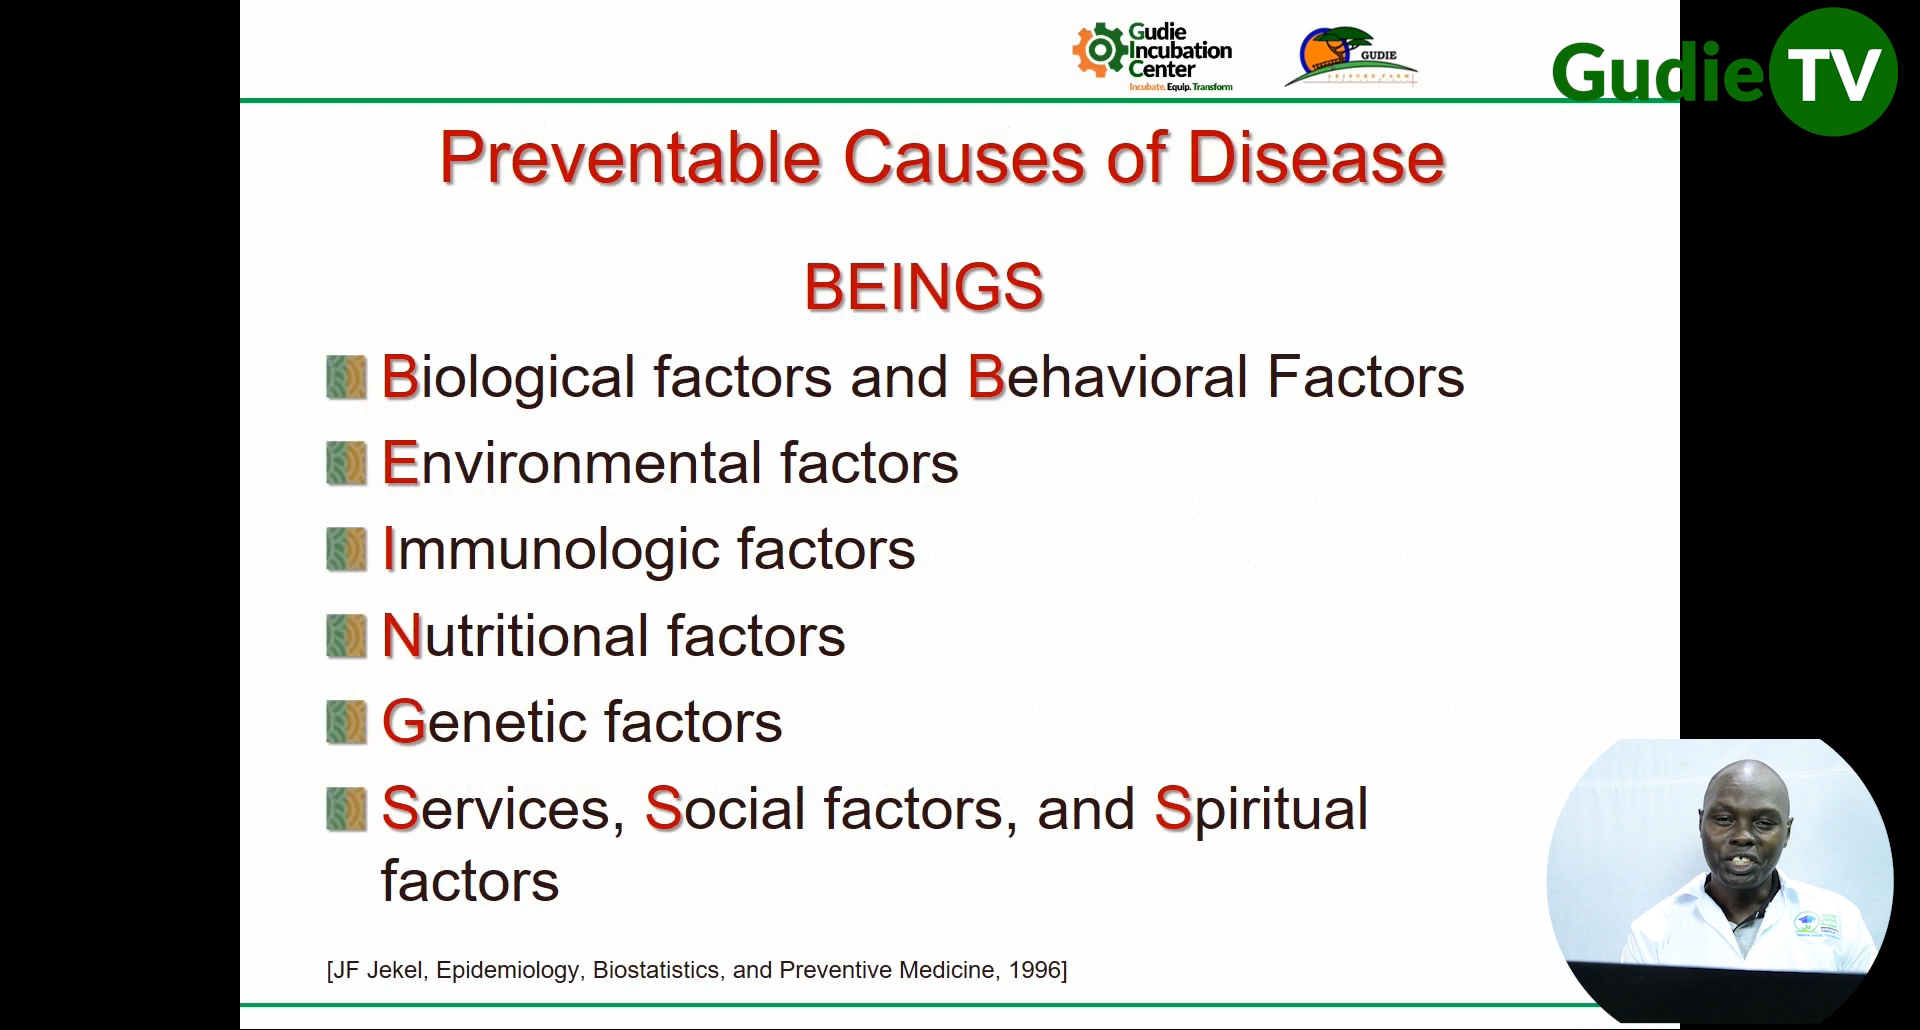 Gudie
Incubation
Center
Incubate. Equip. Transform
GUDIE
LEISURE FARM
Gudie TV
Preventable Causes of Disease
BEINGS
Biological factors and Behavioral Factors
Environmental factors
Immunologic factors
Nutritional factors
Genetic factors
Services, Social factors, and Spiritual
factors
[JF Jekel, Epidemiology, Biostatistics, and Preventive Medicine, 1996]